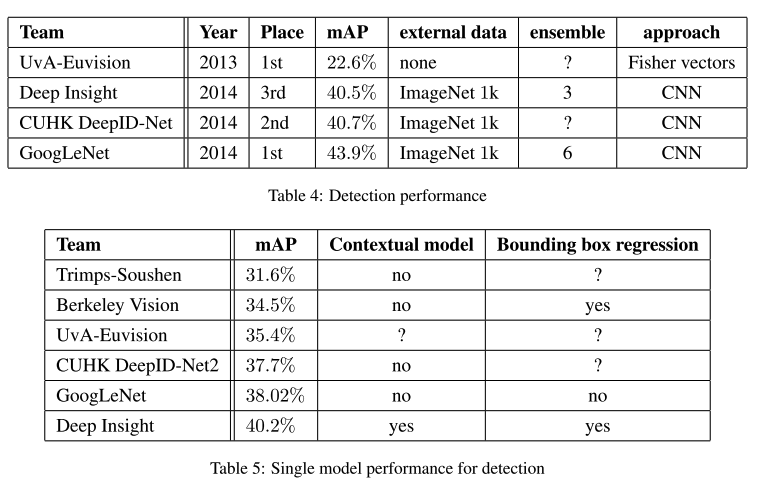 Team Year Place mAP external data ensemble approach
UvA-Euvision 2013 1st 22.6% none ? Fisher vectors
Deep Insight 2014 3rd 40.5% ImageNet 1k 3 CNN
CUHK DeepID-Net 2014 2nd 40.7% ImageNet 1k ? CNN
GoogLeNet 2014 1st 43.9% ImageNet 1k 6 CNN
Table 4: Detection performance
Team mAP Contextual model Bounding box regression
Trimps-Soushen 31.6% no ?
Berkeley Vision 34.5% no yes
UvA-Euvision 35.4% ? ?
CUHK DeepID-Net2 37.7% no ?
GoogLeNet 38.02% no no
Deep Insight 40.2% yes yes
Table 5: Single model performance for detection